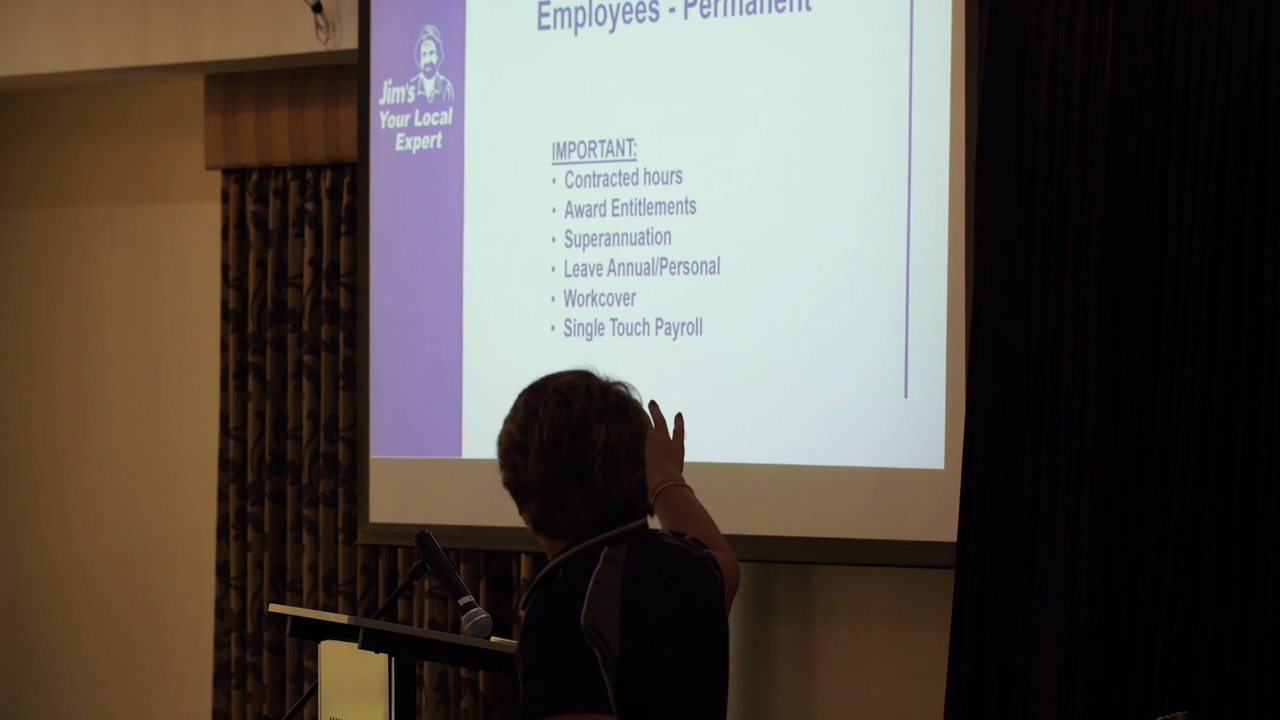 Employees - Permanent
Jim's
Your Local
Expert
IMPORTANT:
• Contracted hours
• Award Entitlements
• Superannuation
• Leave Annual/Personal
• Workcover
• Single Touch Payroll